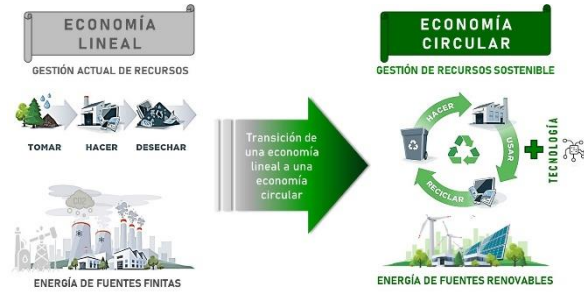 ECONOMÍA
LINEAL
GESTIÓN ACTUAL DE RECURSOS
TOMAR
HACER
DESECHAR
CO2
ENERGÍA DE FUENTES FINITAS
Transición de
una economía
lineal a una
economía
circular
ECONOMÍA
CIRCULAR
GESTIÓN DE RECURSOS SOSTENIBLE
HACER
USAR
RECICLAR
TECNOLOGÍA
ENERGÍA DE FUENTES RENOVABLES